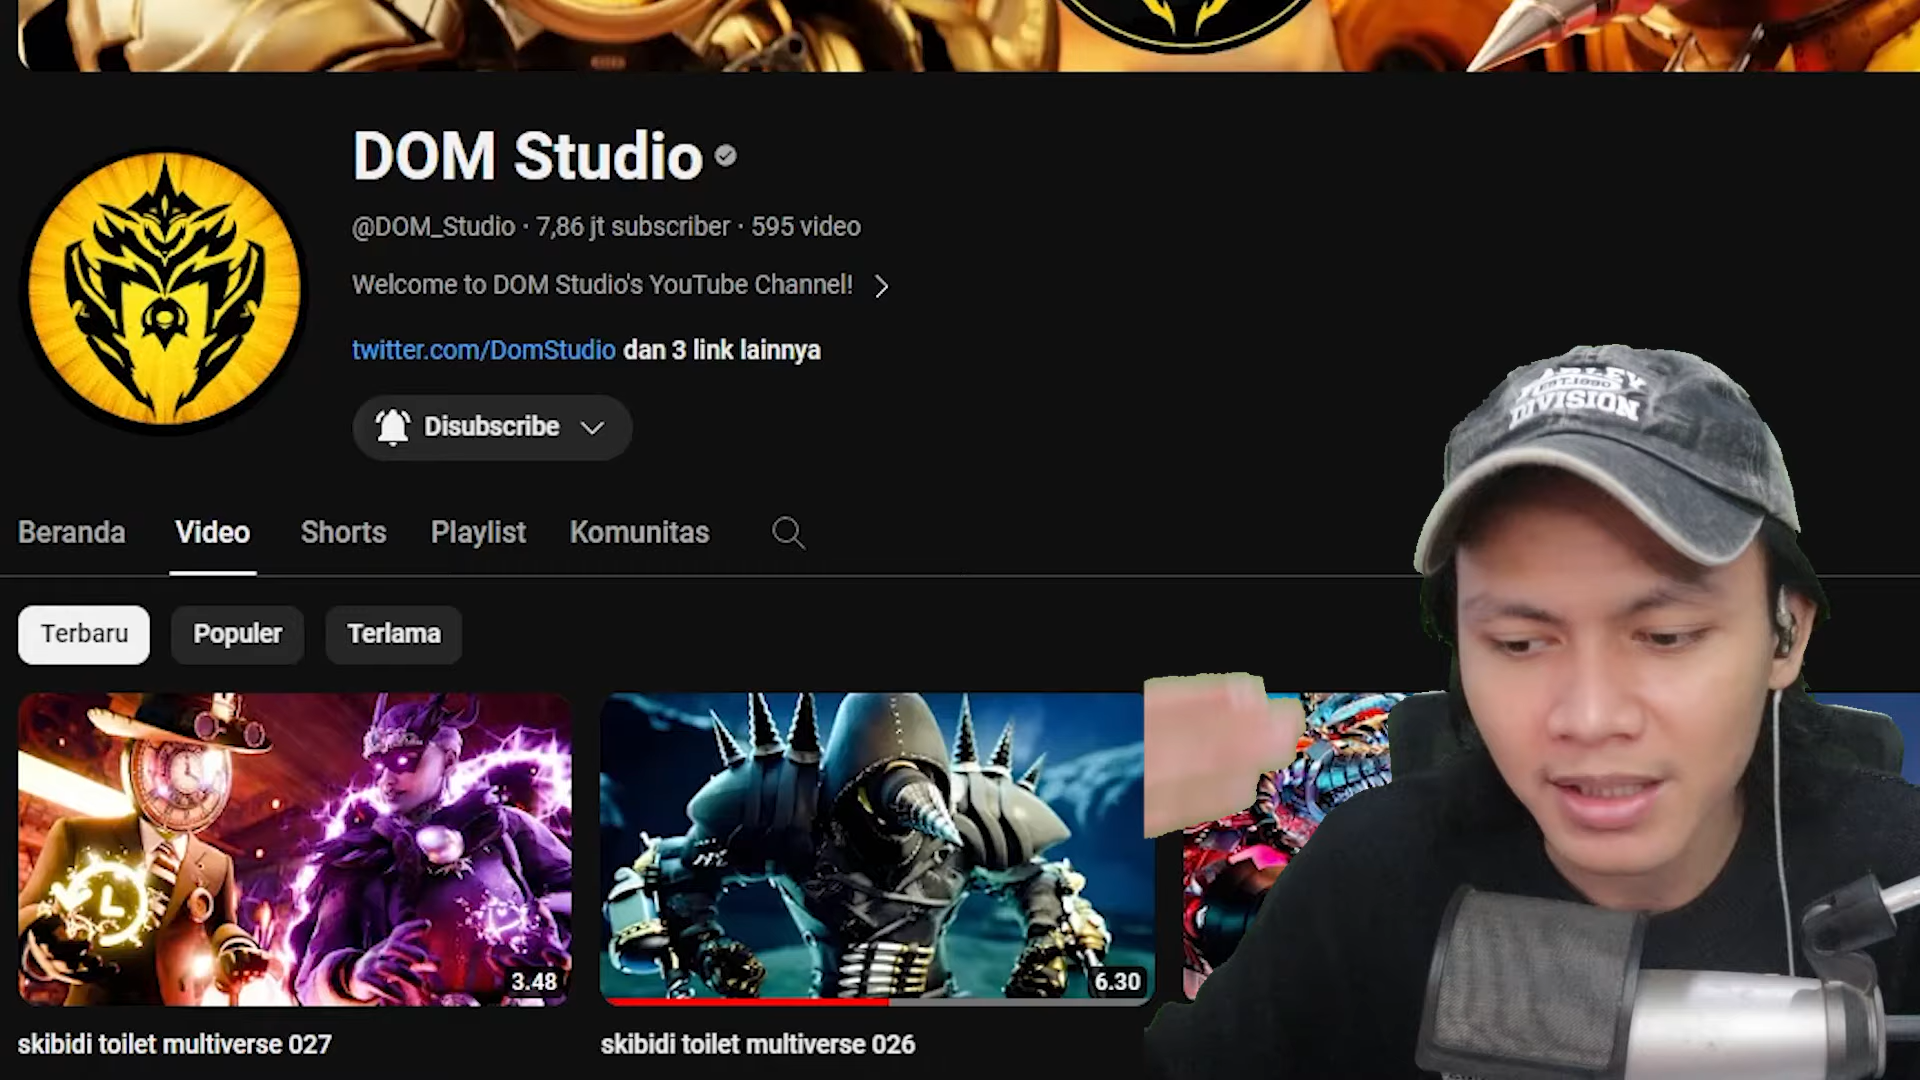 DOM Studio
@DOM_Studio · 7,86 jt subscriber · 595 video
Welcome to DOM Studio's YouTube Channel!
twitter.com/DomStudio dan 3 link lainnya
Disubscribe
Beranda Video Shorts Playlist Komunitas
Terbaru Populer Terlama
3.48
6.30
skibidi toilet multiverse 027
skibidi toilet multiverse 026
EST.1990
DIVISION